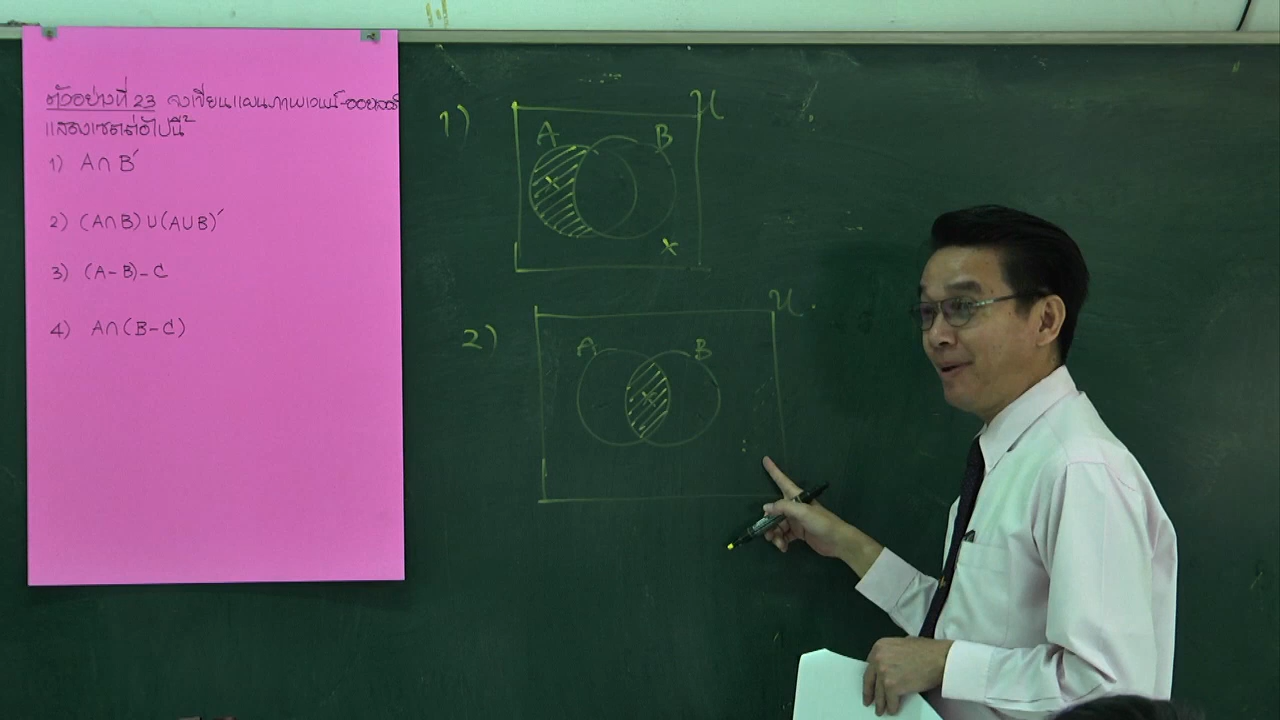 ตัวอย่างที่ 23 จงเขียนแผนภาพเวนน์-ออยเลอร์
แสดงเซตต่อไปนี้
1) A∩B′
2) (A∩B)∪(A∪B)′
3) (A-B)-C
4) A∩(B-C)
1)
U
A B
×
×
2)
U
A B
×